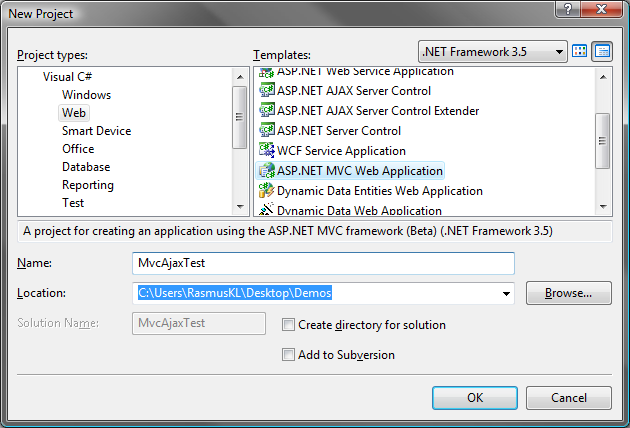 New Project
Project types:
Templates:
.NET Framework 3.5
Visual C#
Windows
Web
Smart Device
Office
Database
Reporting
Test
ASP.NET Web Service Application
ASP.NET AJAX Server Control
ASP.NET AJAX Server Control Extender
ASP.NET Server Control
WCF Service Application
ASP.NET MVC Web Application
Dynamic Data Entities Web Application
Dynamic Data Web Application
A project for creating an application using the ASP.NET MVC framework (Beta) (.NET Framework 3.5)
Name:
MvcAjaxTest
Location:
C:\Users\RasmusKL\Desktop\Demos
Browse...
Solution Name:
MvcAjaxTest
Create directory for solution
Add to Subversion
OK
Cancel